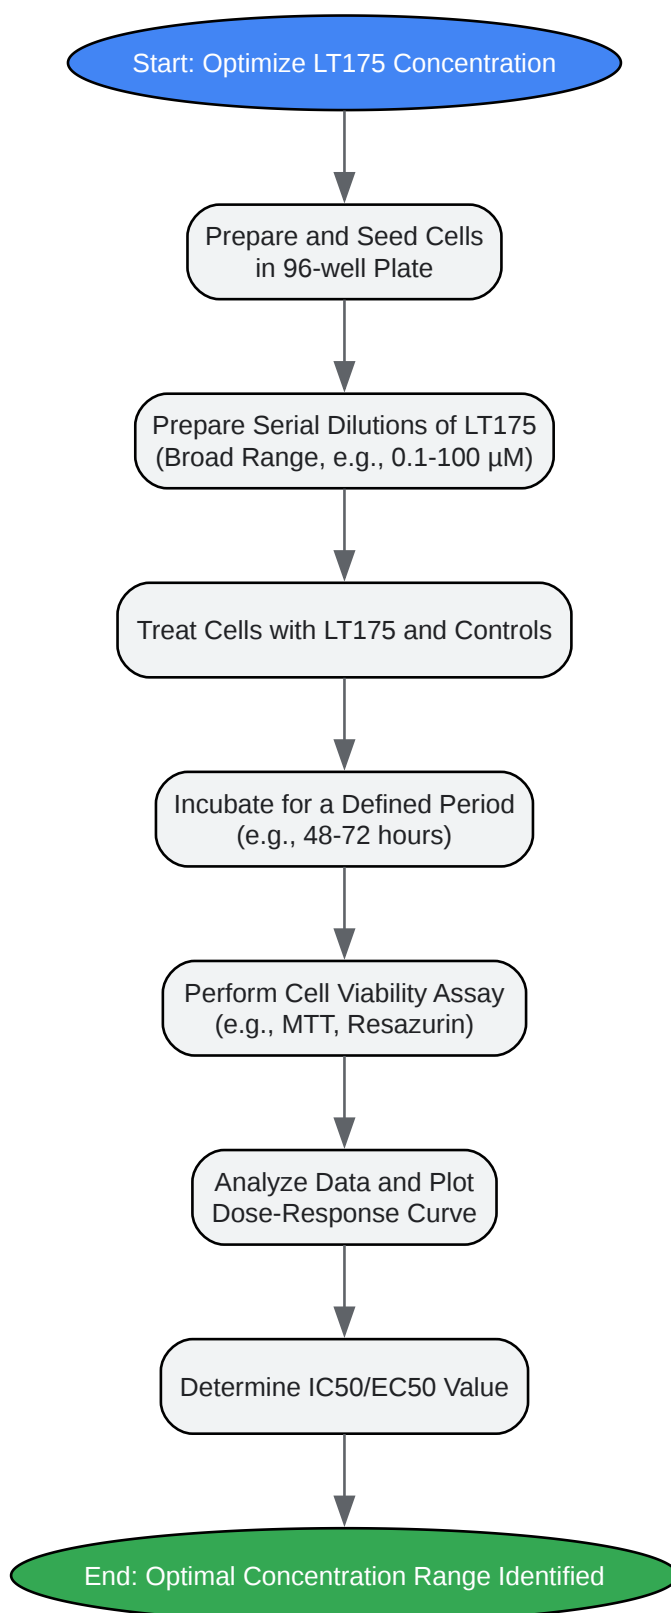 Start: Optimize LT175 Concentration
Prepare and Seed Cells
in 96-well Plate
Prepare Serial Dilutions of LT175
(Broad Range, e.g., 0.1-100 µM)
Treat Cells with LT175 and Controls
Incubate for a Defined Period
(e.g., 48-72 hours)
Perform Cell Viability Assay
(e.g., MTT, Resazurin)
Analyze Data and Plot
Dose-Response Curve
Determine IC50/EC50 Value
End: Optimal Concentration Range Identified